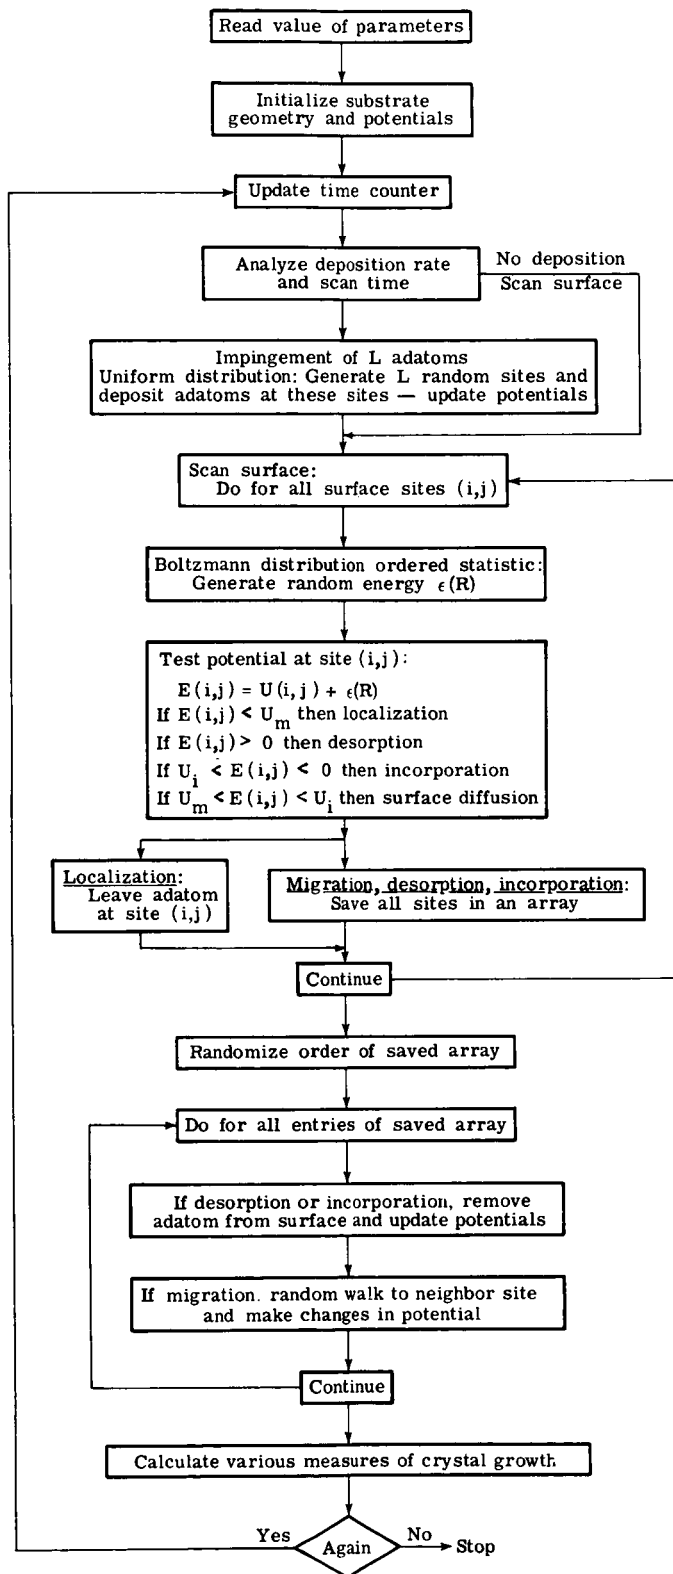 Read value of parameters
Initialize substrate
geometry and potentials
Update time counter
Analyze deposition rate
and scan time
No deposition
Scan surface
Impingement of L adatoms
Uniform distribution: Generate L random sites and
deposit adatoms at these sites — update potentials
Scan surface:
Do for all surface sites (i,j)
Boltzmann distribution ordered statistic:
Generate random energy ϵ(R)
Test potential at site (i,j):
E(i,j) = U(i,j) + ϵ(R)
If E(i,j) < U_m then localization
If E(i,j) > 0 then desorption
If U_i < E(i,j) < 0 then incorporation
If U_m < E(i,j) < U_i then surface diffusion
Localization:
Leave adatom
at site (i,j)
Migration, desorption, incorporation:
Save all sites in an array
Continue
Randomize order of saved array
Do for all entries of saved array
If desorption or incorporation, remove
adatom from surface and update potentials
If migration. random walk to neighbor site
and make changes in potential
Continue
Calculate various measures of crystal growth
Yes
Again
No
Stop